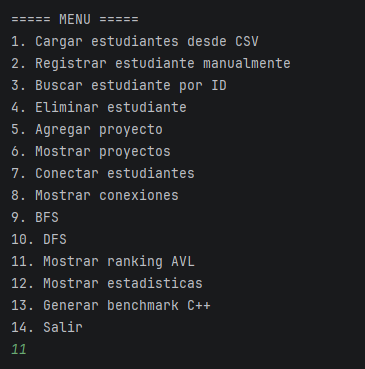 ===== MENU =====
1. Cargar estudiantes desde CSV
2. Registrar estudiante manualmente
3. Buscar estudiante por ID
4. Eliminar estudiante
5. Agregar proyecto
6. Mostrar proyectos
7. Conectar estudiantes
8. Mostrar conexiones
9. BFS
10. DFS
11. Mostrar ranking AVL
12. Mostrar estadisticas
13. Generar benchmark C++
14. Salir
11